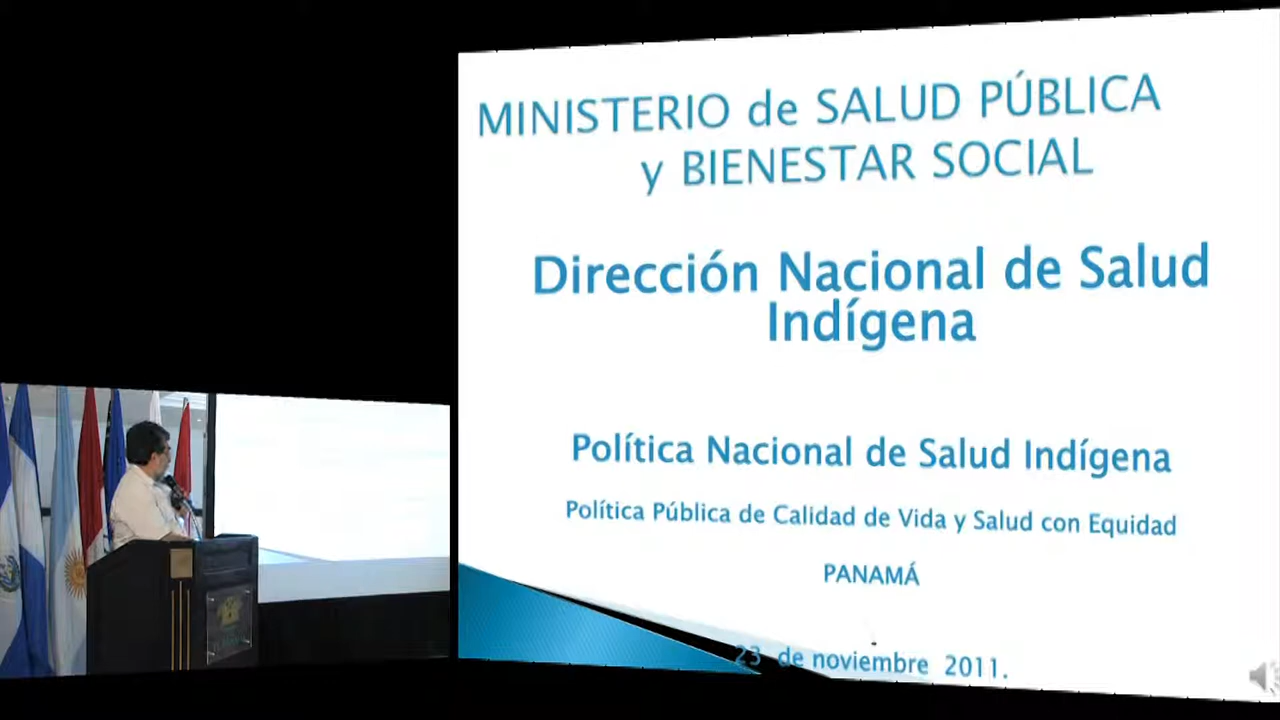 MINISTERIO de SALUD PÚBLICA
y BIENESTAR SOCIAL
Dirección Nacional de Salud
Indígena
Política Nacional de Salud Indígena
Política Pública de Calidad de Vida y Salud con Equidad
PANAMÁ
23 de noviembre 2011.